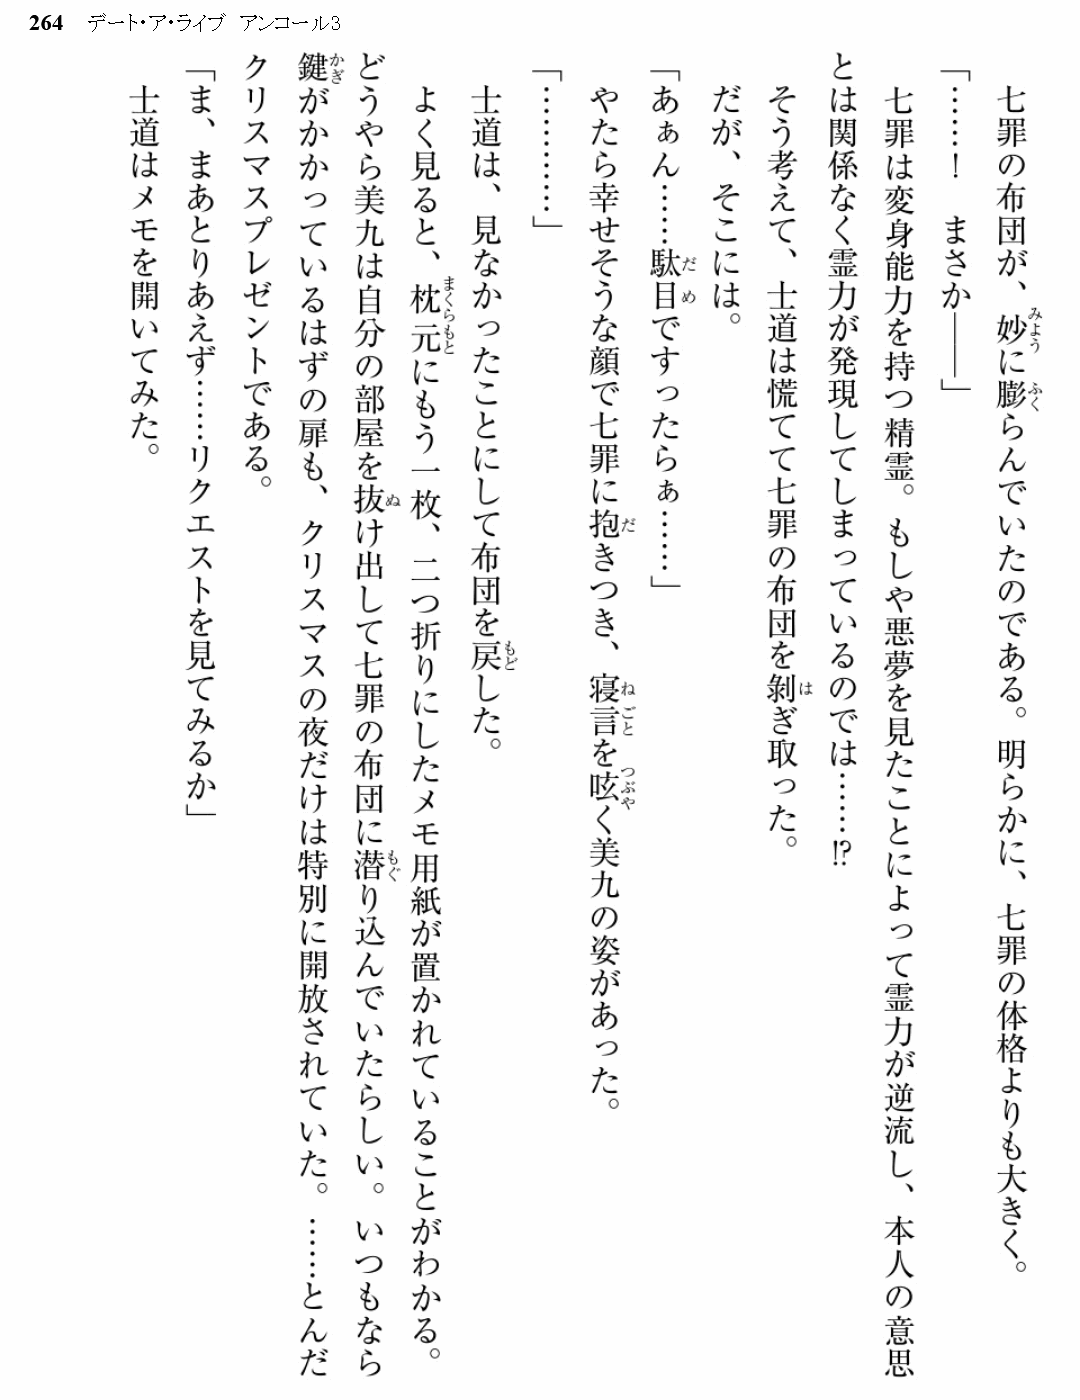 264 デート・ア・ライブ アンコール3
七罪の布団が、妙に膨らんでいたのである。明らかに、七罪の体格よりも大きく。
「……！　まさか――」
七罪は変身能力を持つ精霊。もしや悪夢を見たことによって霊力が逆流し、本人の意思
とは関係なく霊力が発現してしまっているのでは……!?
そう考えて、士道は慌てて七罪の布団を剝ぎ取った。
だが、そこには。
「あぁん……駄目ですったらぁ……」
やたら幸せそうな顔で七罪に抱きつき、寝言を呟く美九の姿があった。
「…………」
士道は、見なかったことにして布団を戻した。
よく見ると、枕元にもう一枚、二つ折りにしたメモ用紙が置かれていることがわかる。
どうやら美九は自分の部屋を抜け出して七罪の布団に潜り込んでいたらしい。いつもなら
鍵がかかっているはずの扉も、クリスマスの夜だけは特別に開放されていた。……とんだ
クリスマスプレゼントである。
「ま、まあとりあえず……リクエストを見てみるか」
士道はメモを開いてみた。